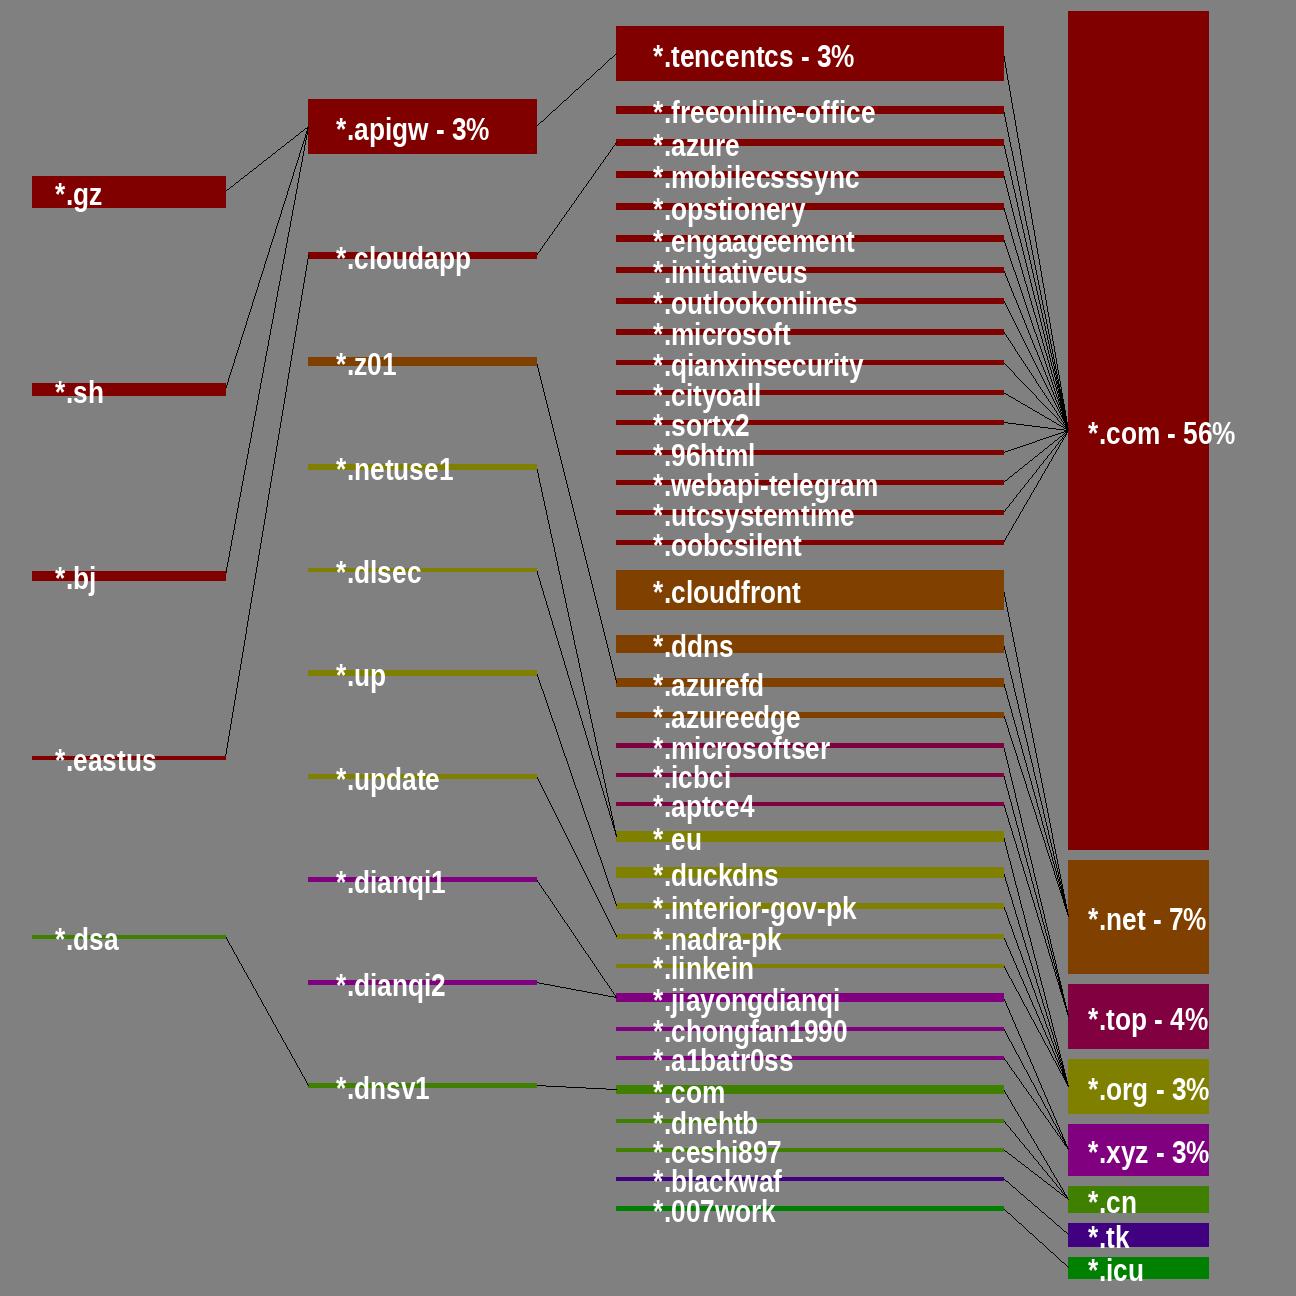 *.gz
*.sh
*.bj
*.eastus
*.dsa
*.apigw - 3%
*.cloudapp
*.z01
*.netuse1
*.dlsec
*.up
*.update
*.dianqi1
*.dianqi2
*.dnsv1
*.tencentcs - 3%
*.freeonline-office
*.azure
*.mobilecsssync
*.opstionery
*.engaageement
*.initiativeus
*.outlookonlines
*.microsoft
*.qianxinsecurity
*.cityoall
*.sortx2
*.96html
*.webapi-telegram
*.utcsystemtime
*.oobcsilent
*.cloudfront
*.ddns
*.azurefd
*.azureedge
*.microsoftser
*.icbci
*.aptce4
*.eu
*.duckdns
*.interior-gov-pk
*.nadra-pk
*.linkein
*.jiayongdianqi
*.chongfan1990
*.a1batr0ss
*.com
*.dnehtb
*.ceshi897
*.blackwaf
*.007work
*.com - 56%
*.net - 7%
*.top - 4%
*.org - 3%
*.xyz - 3%
*.cn
*.tk
*.icu